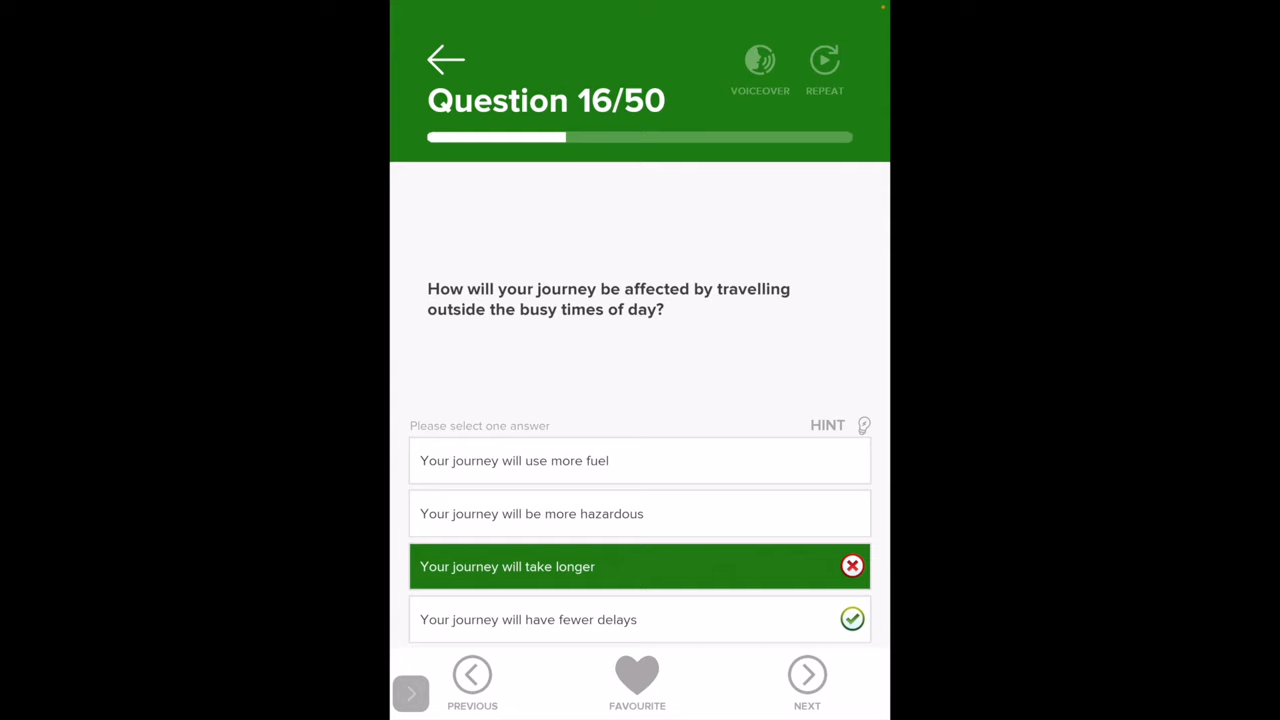 VOICEOVER
REPEAT
Question 16/50
How will your journey be affected by travelling
outside the busy times of day?
Please select one answer
HINT
Your journey will use more fuel
Your journey will be more hazardous
Your journey will take longer
Your journey will have fewer delays
PREVIOUS
FAVOURITE
NEXT